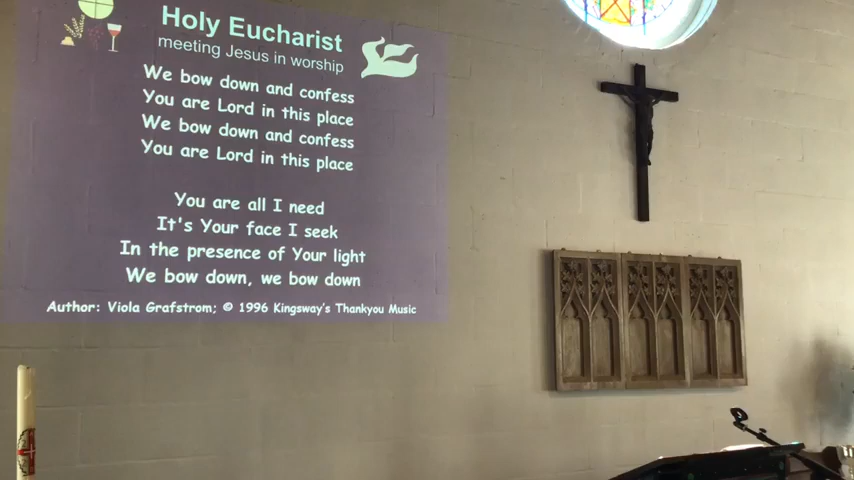 Holy Eucharist
meeting Jesus in worship
We bow down and confess
You are Lord in this place
We bow down and confess
You are Lord in this place
You are all I need
It's Your face I seek
In the presence of Your light
We bow down, we bow down
Author: Viola Grafstrom; © 1996 Kingsway's Thankyou Music